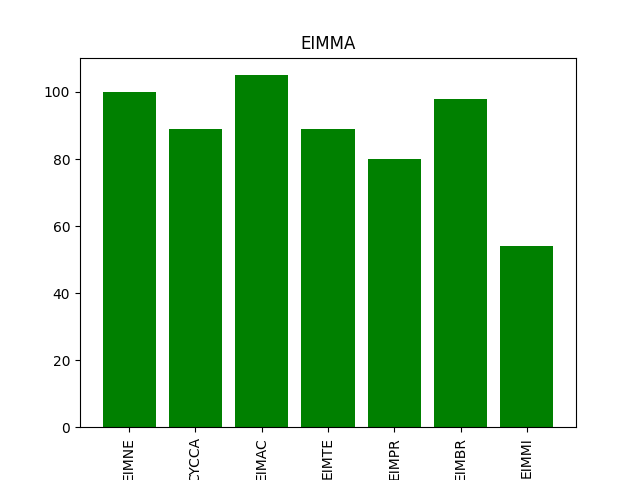 EIMMA
100
80
60
40
20
0
EIMNE
CYCCA
EIMAC
EIMTE
EIMPR
EIMBR
EIMMI